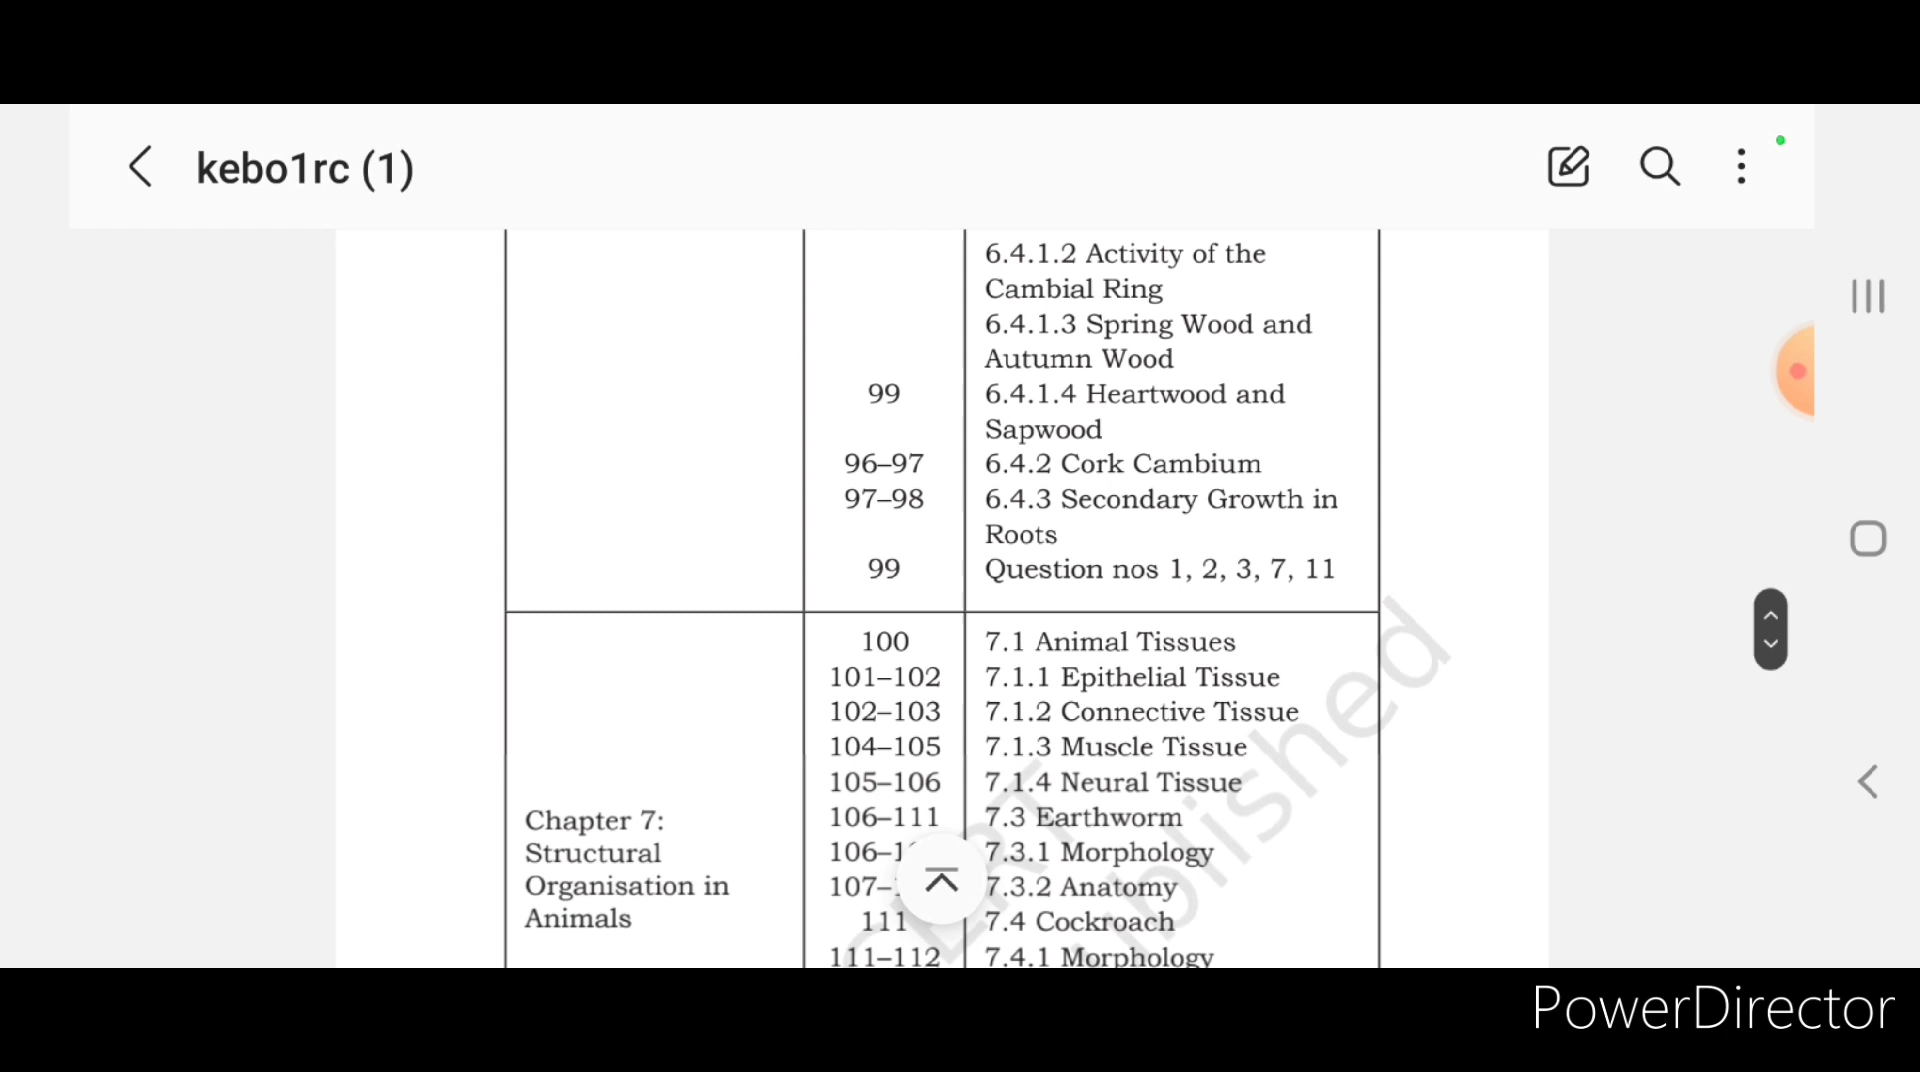 kebo1rc (1)
6.4.1.2 Activity of the
Cambial Ring
6.4.1.3 Spring Wood and
Autumn Wood
99 6.4.1.4 Heartwood and
Sapwood
96–97 6.4.2 Cork Cambium
97–98 6.4.3 Secondary Growth in
Roots
99 Question nos 1, 2, 3, 7, 11
100 7.1 Animal Tissues
101–102 7.1.1 Epithelial Tissue
102–103 7.1.2 Connective Tissue
104–105 7.1.3 Muscle Tissue
105–106 7.1.4 Neural Tissue
106–111 7.3 Earthworm
Chapter 7:
Structural
Organisation in
Animals
7.3.1 Morphology
7.3.2 Anatomy
111 7.4 Cockroach
111–112 7.4.1 Morphology
PowerDirector